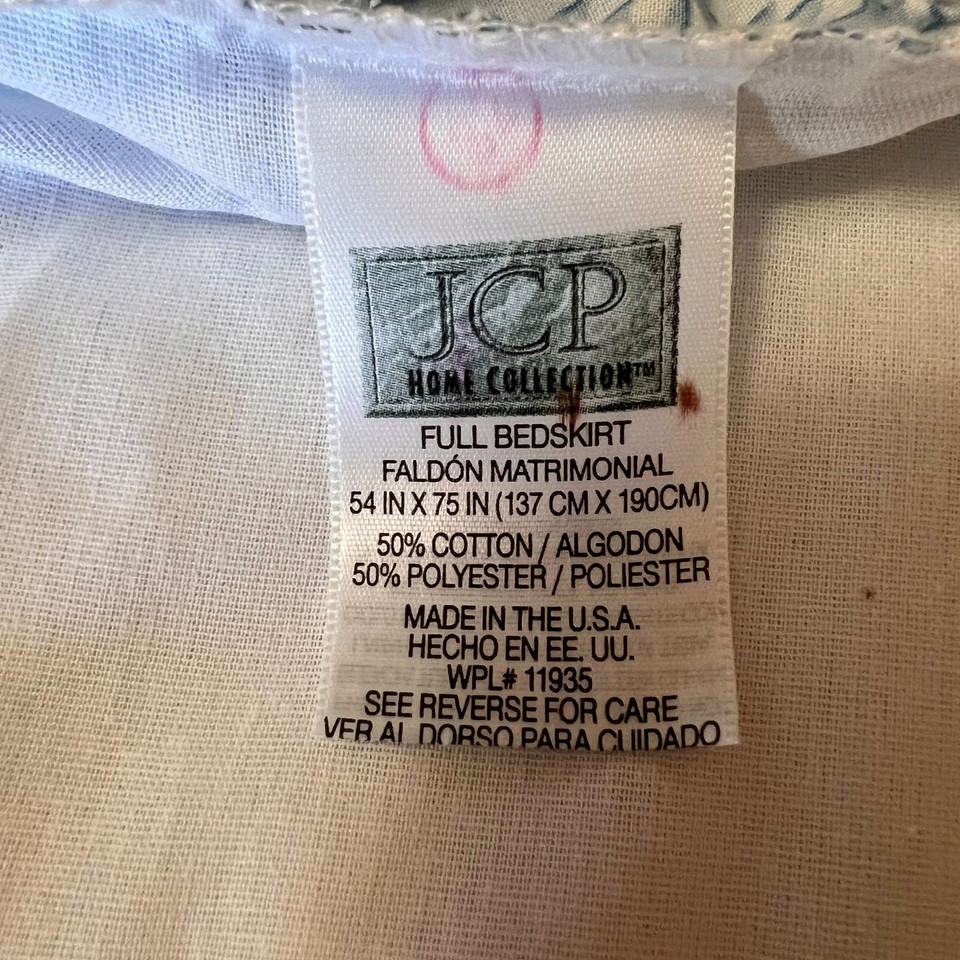 JCP
HOME COLLECTION™
FULL BEDSKIRT
FALDÓN MATRIMONIAL
54 IN X 75 IN (137 CM X 190CM)
50% COTTON / ALGODON
50% POLYESTER / POLIESTER
MADE IN THE U.S.A.
HECHO EN EE. UU.
WPL# 11935
SEE REVERSE FOR CARE
VER AL DORSO PARA CUIDADO